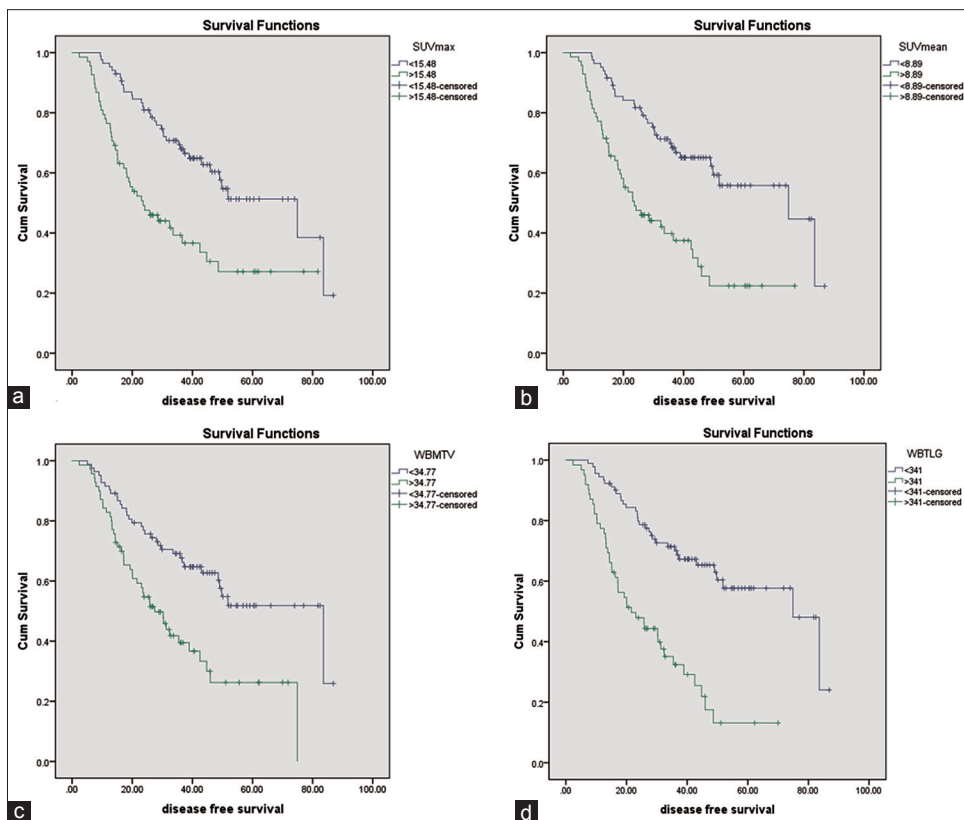 Survival Functions
SUVmax
<15.48
>15.48
<15.48-censored
>15.48-censored
1.0
0.8
0.6
0.4
0.2
0.0
Cum Survival
.00 20.00 40.00 60.00 80.00 100.00
disease free survival
a
Survival Functions
SUVmean
<8.89
>8.89
<8.89-censored
>8.89-censored
1.0
0.8
0.6
0.4
0.2
0.0
Cum Survival
.00 20.00 40.00 60.00 80.00 100.00
disease free survival
b
Survival Functions
WBMTV
<34.77
>34.77
<34.77-censored
>34.77-censored
1.0
0.8
0.6
0.4
0.2
0.0
Cum Survival
.00 20.00 40.00 60.00 80.00 100.00
disease free survival
c
Survival Functions
WBTLG
<341
>341
<341-censored
>341-censored
1.0
0.8
0.6
0.4
0.2
0.0
Cum Survival
.00 20.00 40.00 60.00 80.00 100.00
disease free survival
d